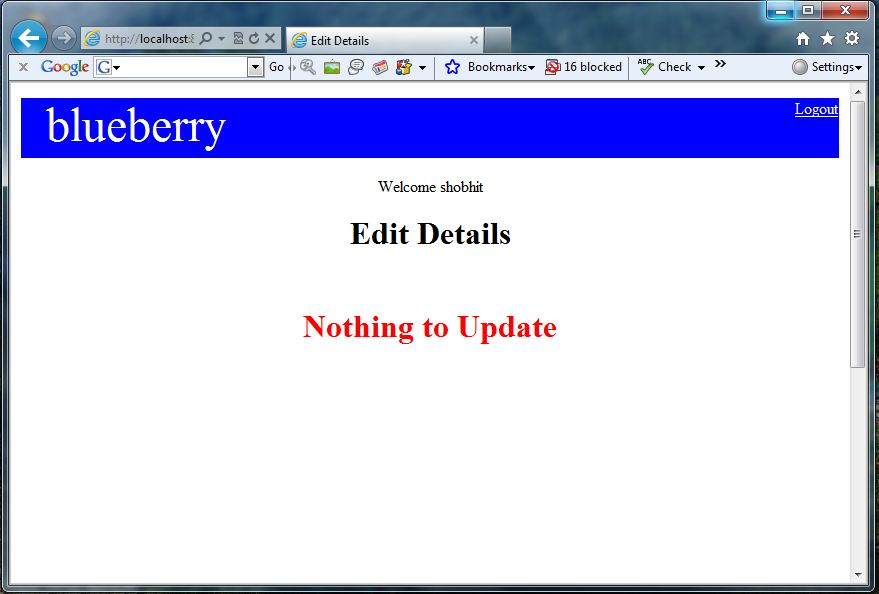 http://localhost:8
Edit Details
Google
G
Go
Bookmarks
16 blocked
ABC
Check
Settings
blueberry
Logout
Welcome shobhit
Edit Details
Nothing to Update